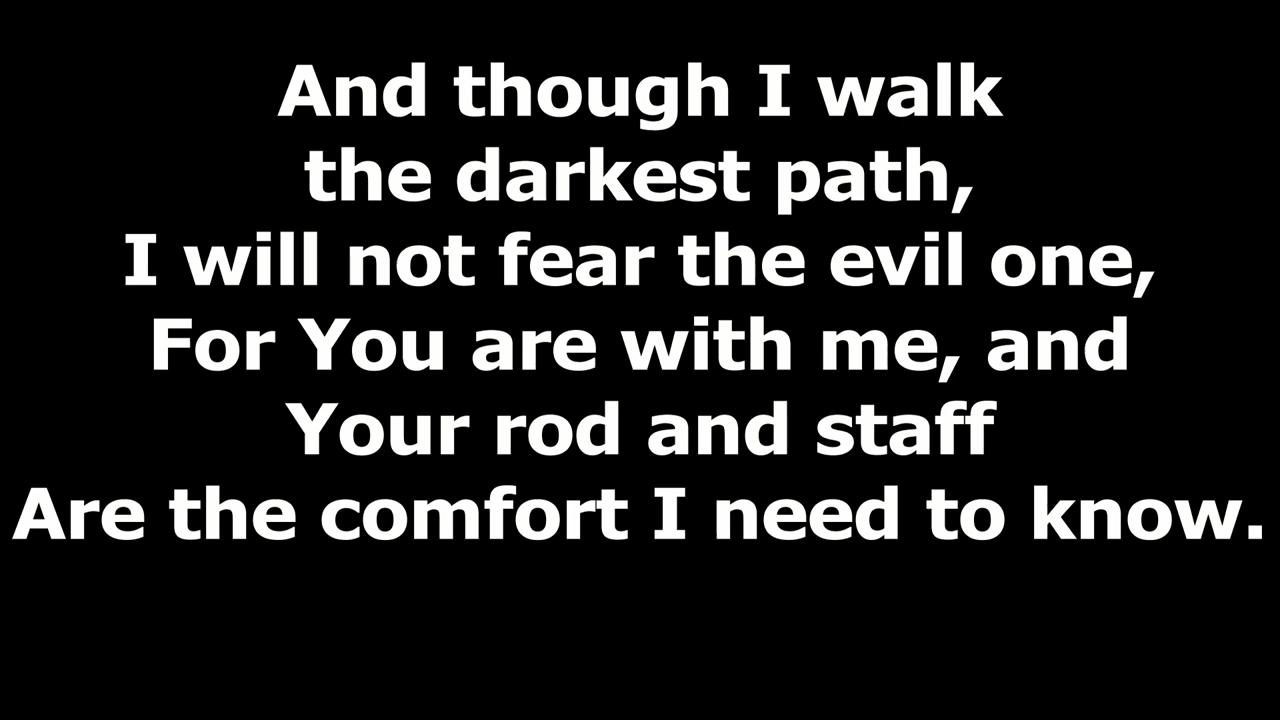 And though I walk
the darkest path,
I will not fear the evil one,
For You are with me, and
Your rod and staff
Are the comfort I need to know.